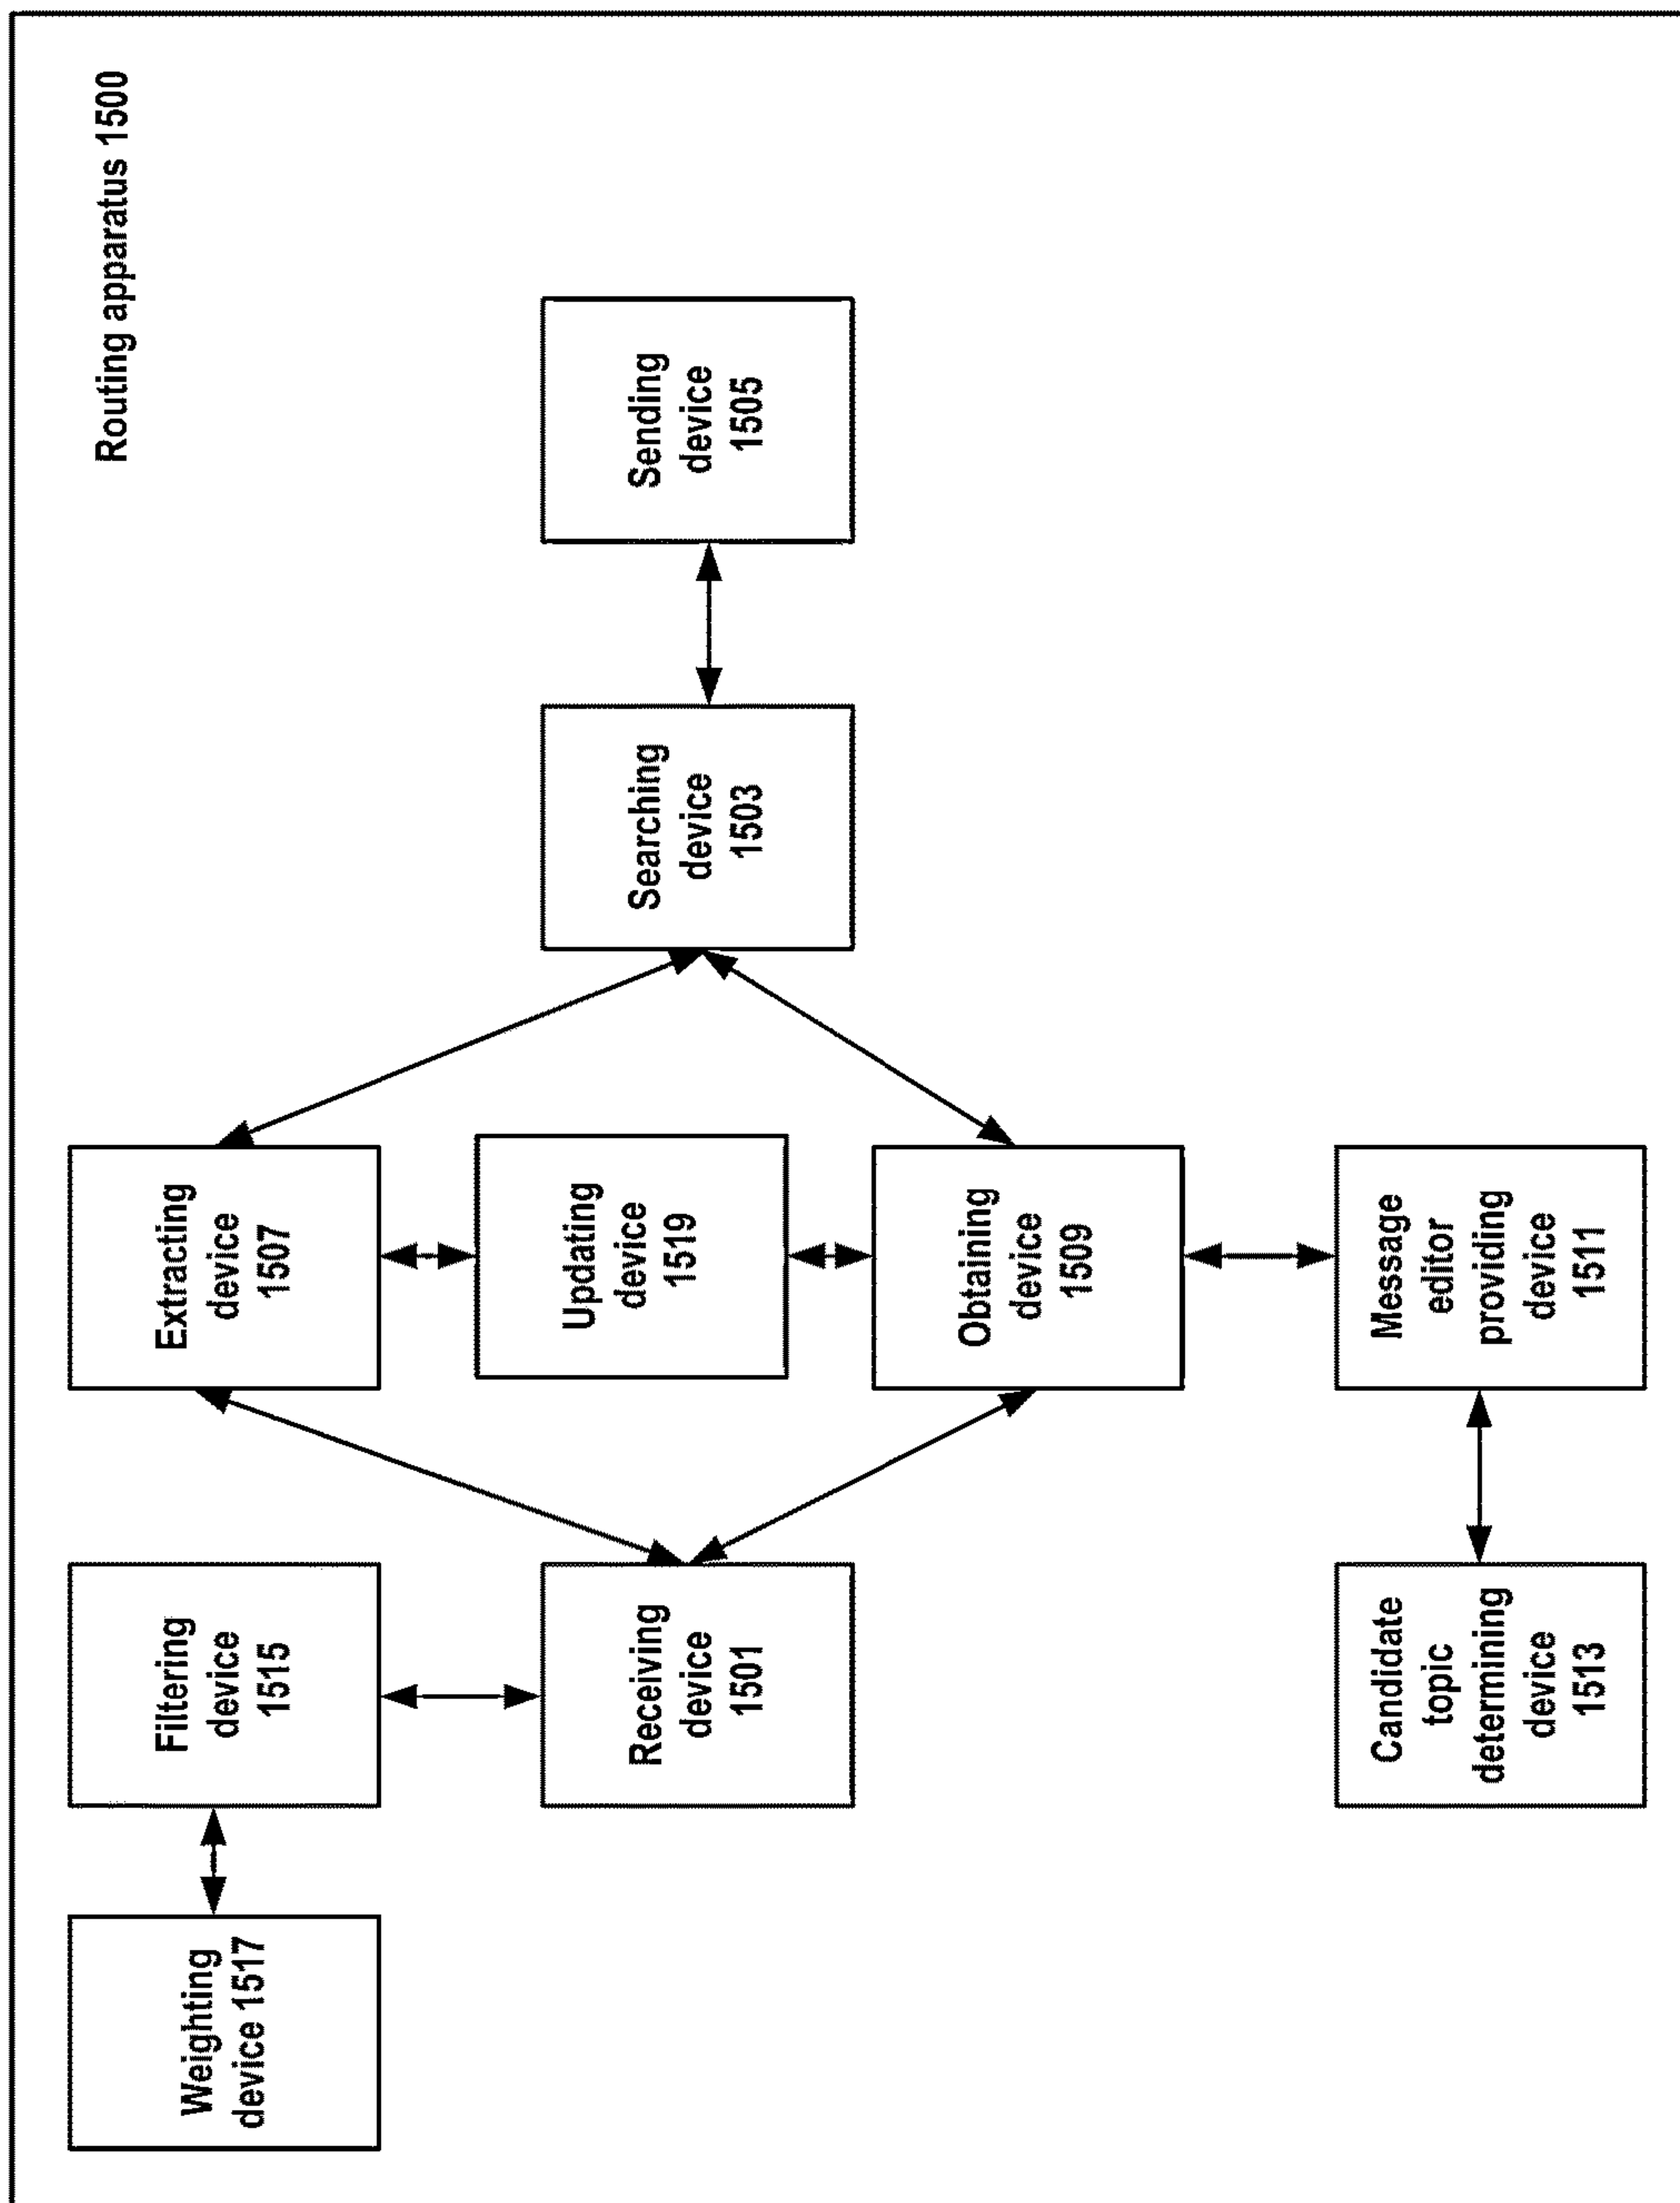 Routing apparatus 1500
Weighting
device 1517
Filtering
device
1515
Extracting
device
1507
Receiving
device
1501
Updating
device
1519
Searching
device
1503
Sending
device
1505
Obtaining
device
1509
Candidate
topic
determining
device
1513
Message
editor
providing
device
1511